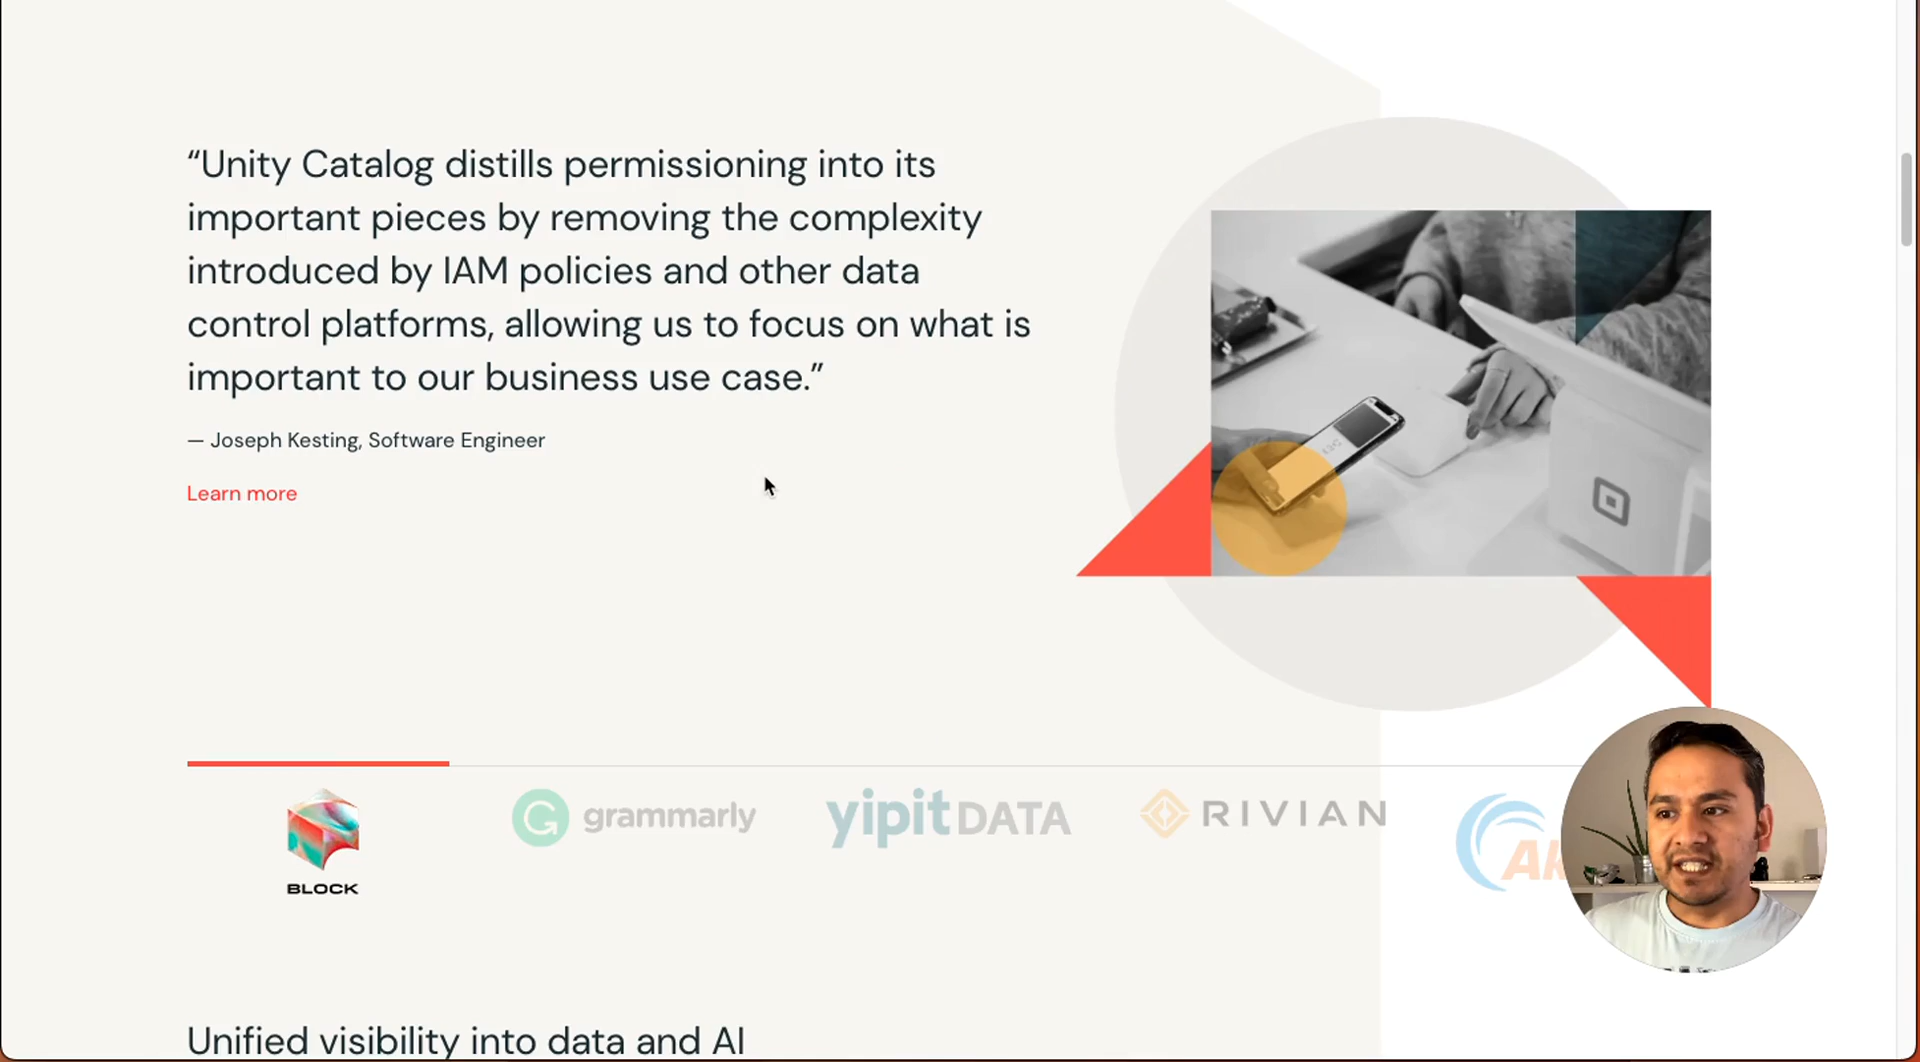 “Unity Catalog distills permissioning into its
important pieces by removing the complexity
introduced by IAM policies and other data
control platforms, allowing us to focus on what is
important to our business use case.”
— Joseph Kesting, Software Engineer
Learn more
BLOCK
grammarly
yipitDATA
RIVIAN
Unified visibility into data and AI